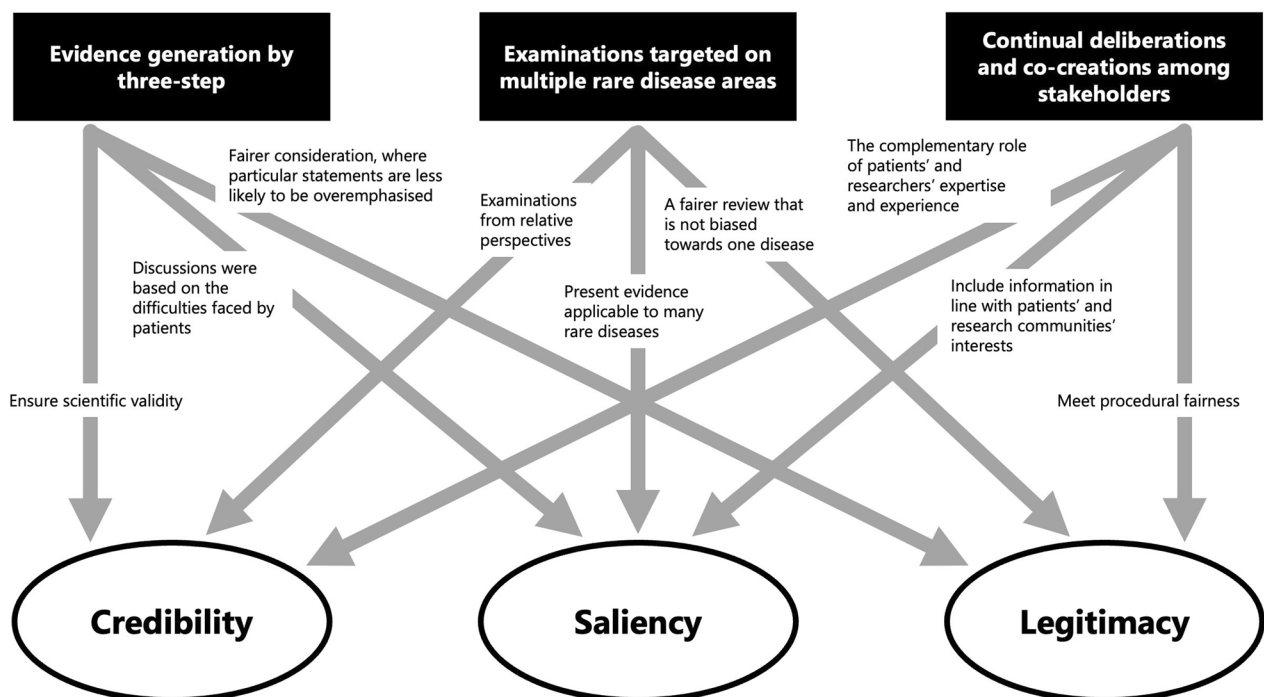 Evidence generation by
three-step
Examinations targeted on
multiple rare disease areas
Continual deliberations
and co-creations among
stakeholders
Fairer consideration, where
particular statements are less
likely to be overemphasised
Examinations
from relative
perspectives
A fairer review that
is not biased
towards one disease
The complementary role
of patients’ and
researchers’ expertise
and experience
Discussions were
based on the
difficulties faced by
patients
Present evidence
applicable to many
rare diseases
Include information in
line with patients’ and
research communities’
interests
Ensure scientific validity
Meet procedural fairness
Credibility
Saliency
Legitimacy